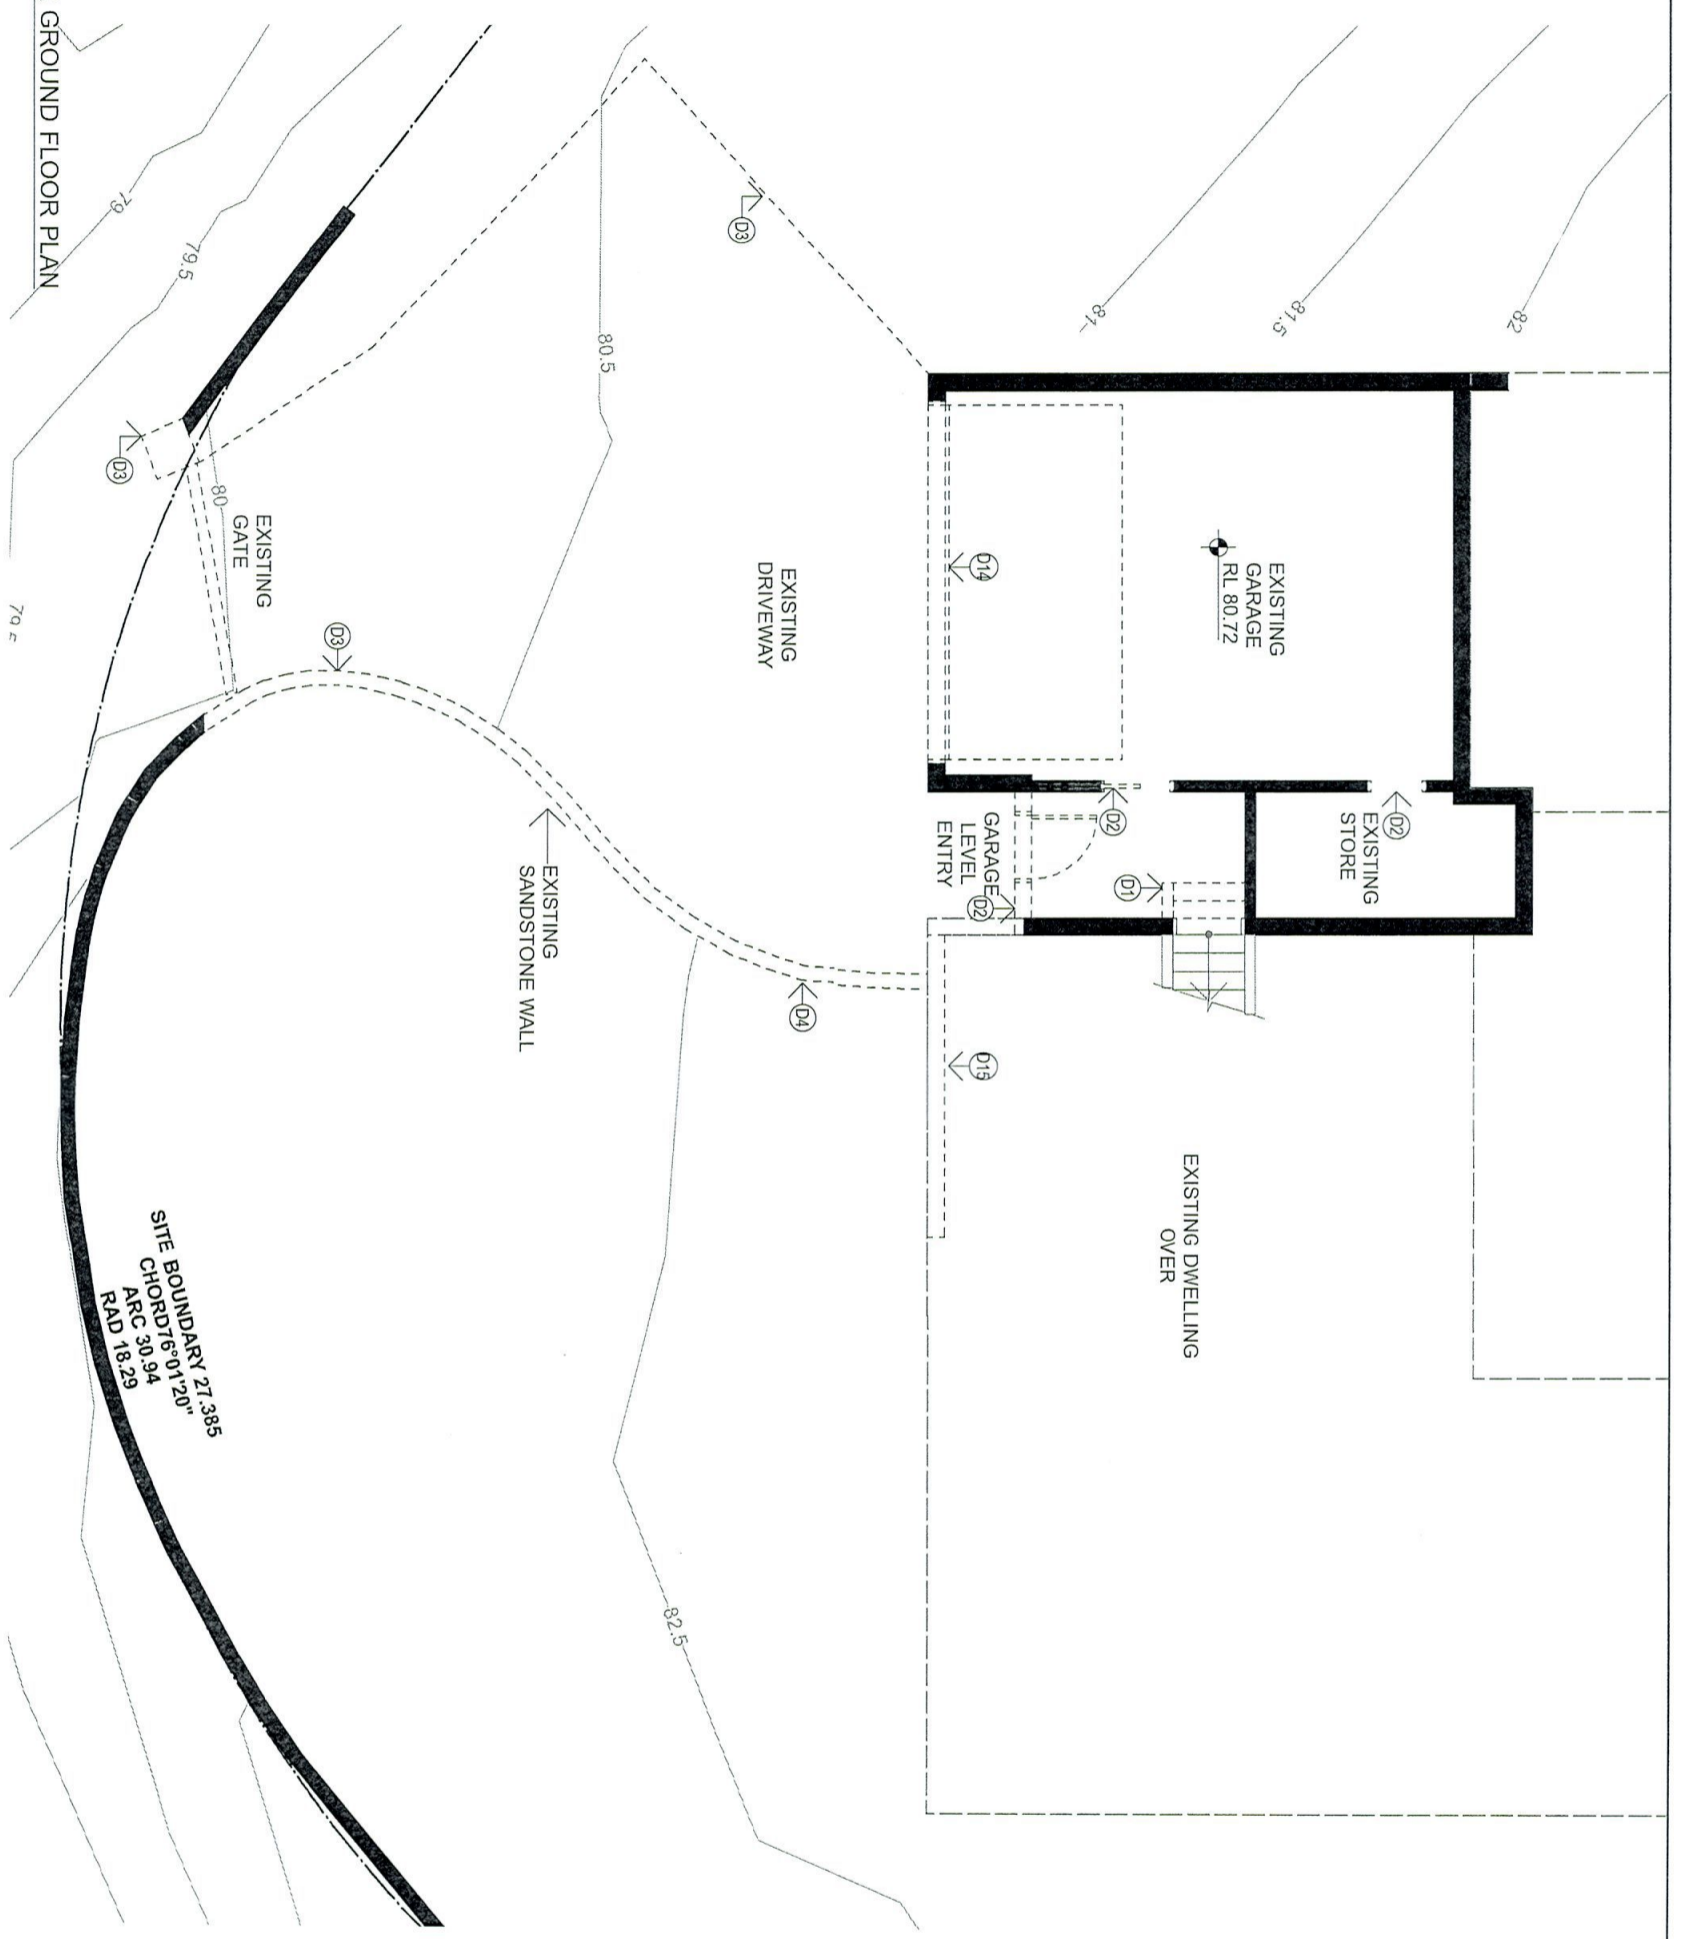 GROUND FLOOR PLAN
79
79.5
80
80.5
81
81.5
82
82.5
D3
D3
D3
D4
D14
D15
D2
D2
D2
D1
EXISTING
GATE
EXISTING
DRIVEWAY
EXISTING
GARAGE
RL 80.72
EXISTING
STORE
GARAGE
LEVEL
ENTRY
EXISTING
SANDSTONE WALL
EXISTING DWELLING
OVER
SITE BOUNDARY 27.385
CHORD76°01'20"
ARC 30.94
RAD 18.29